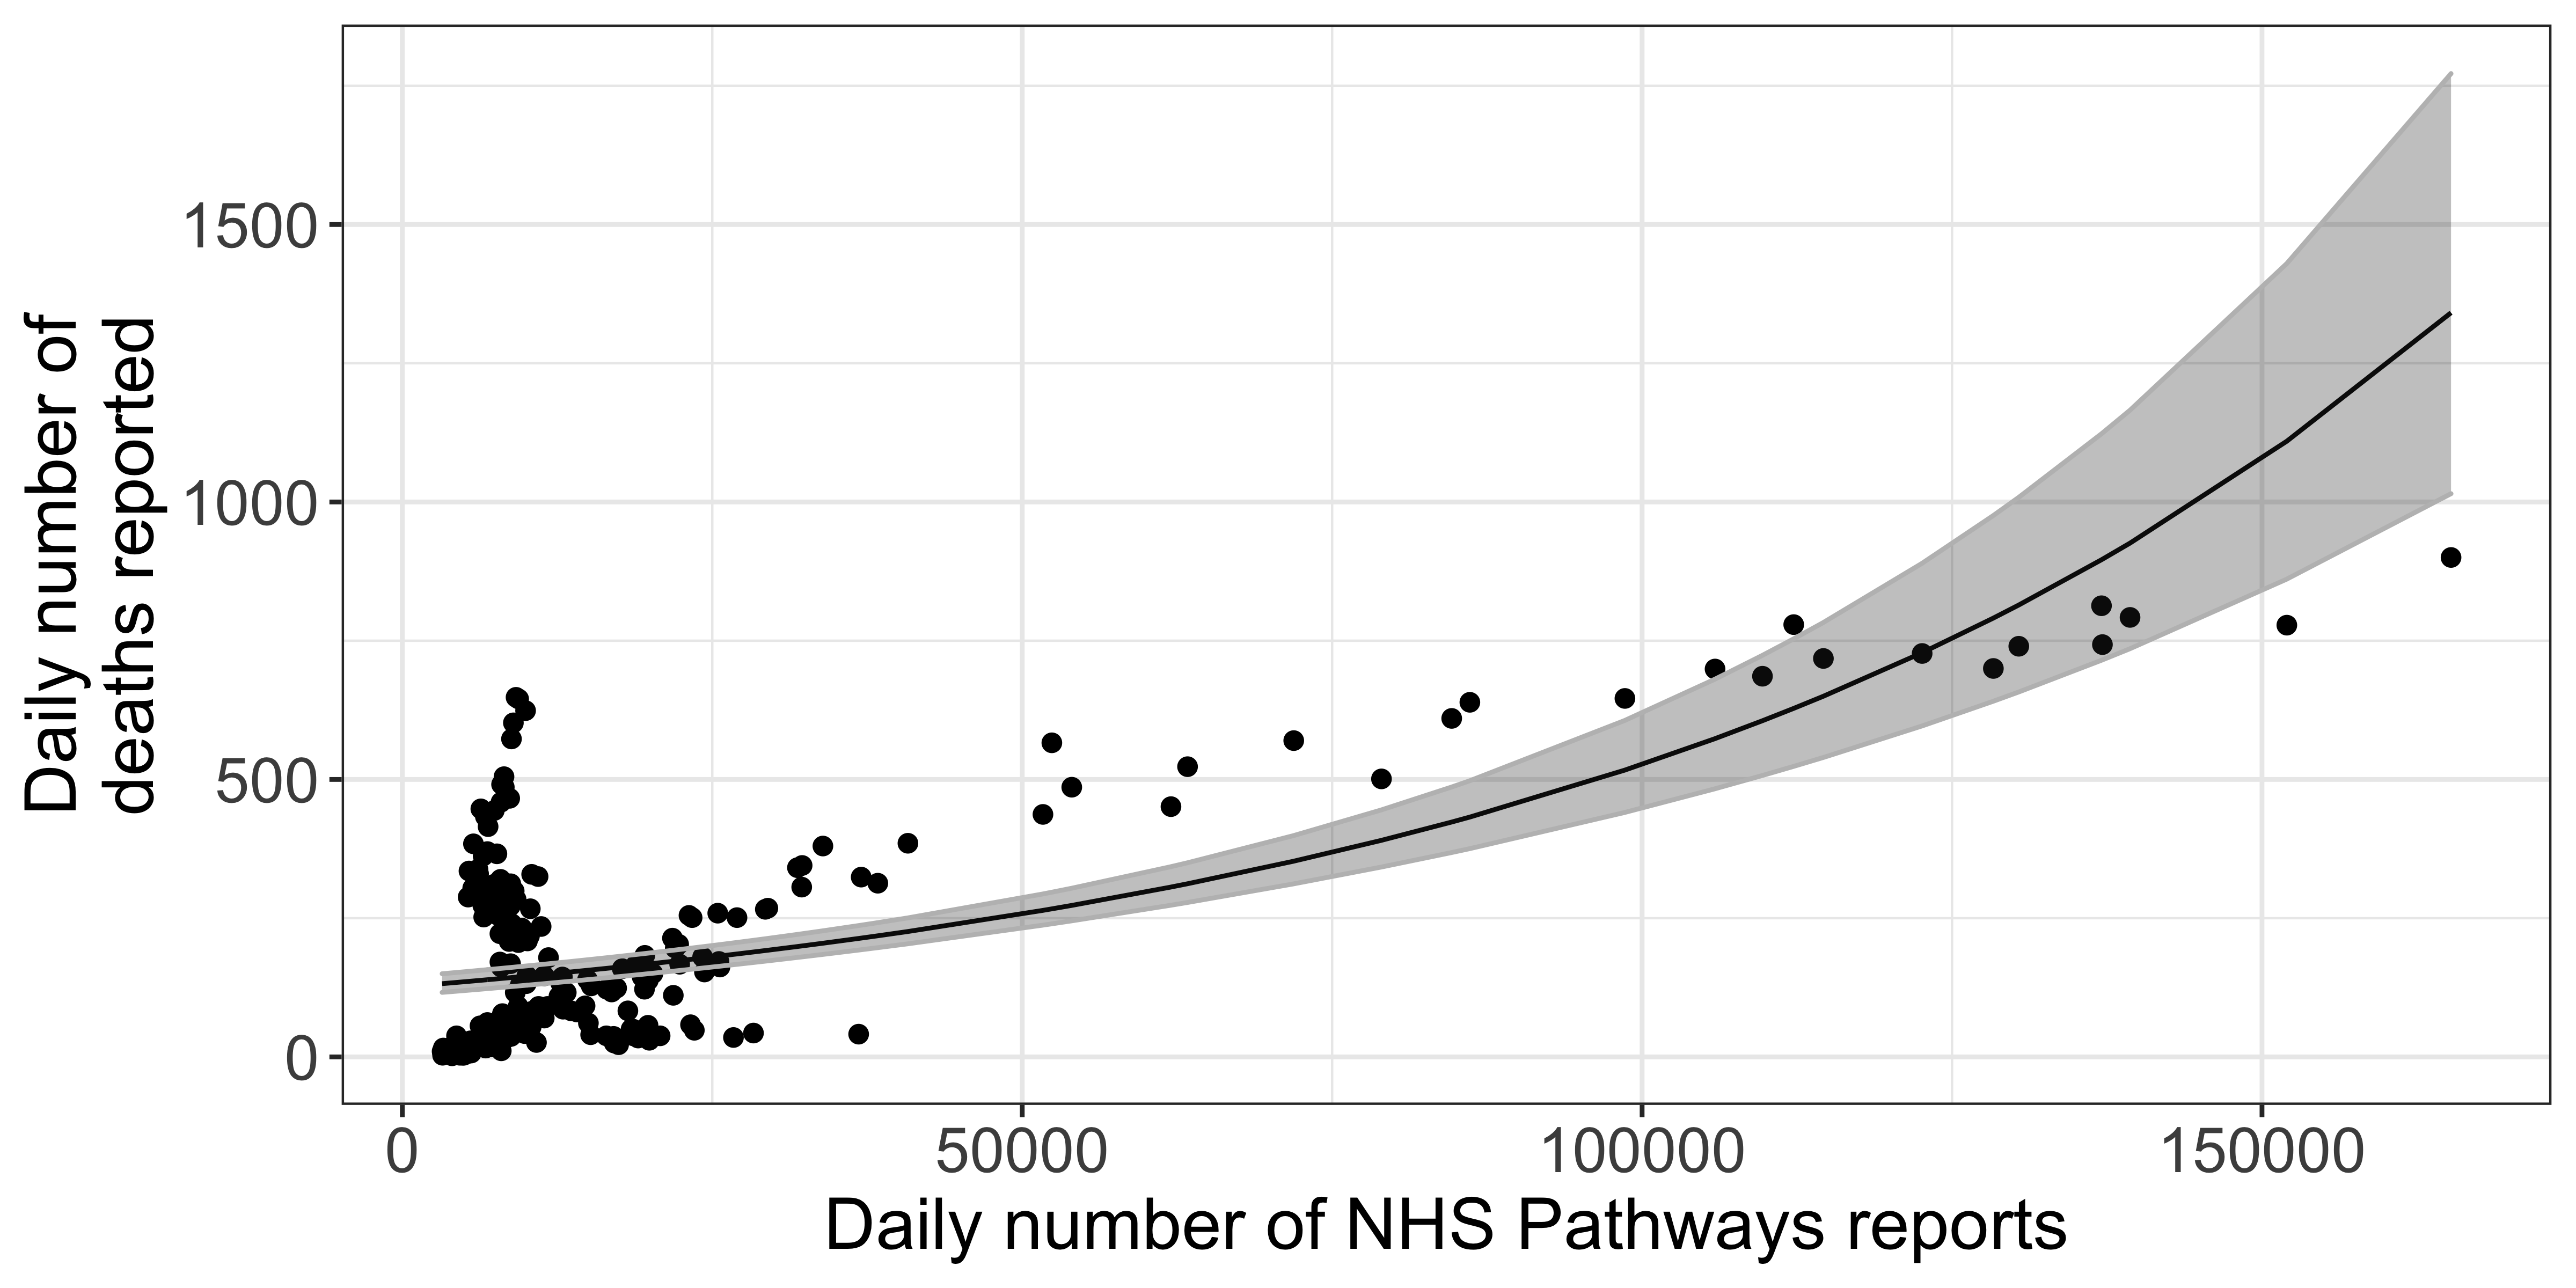 Daily number of
deaths reported
1500
1000
500
0
0
50000
100000
150000
Daily number of NHS Pathways reports